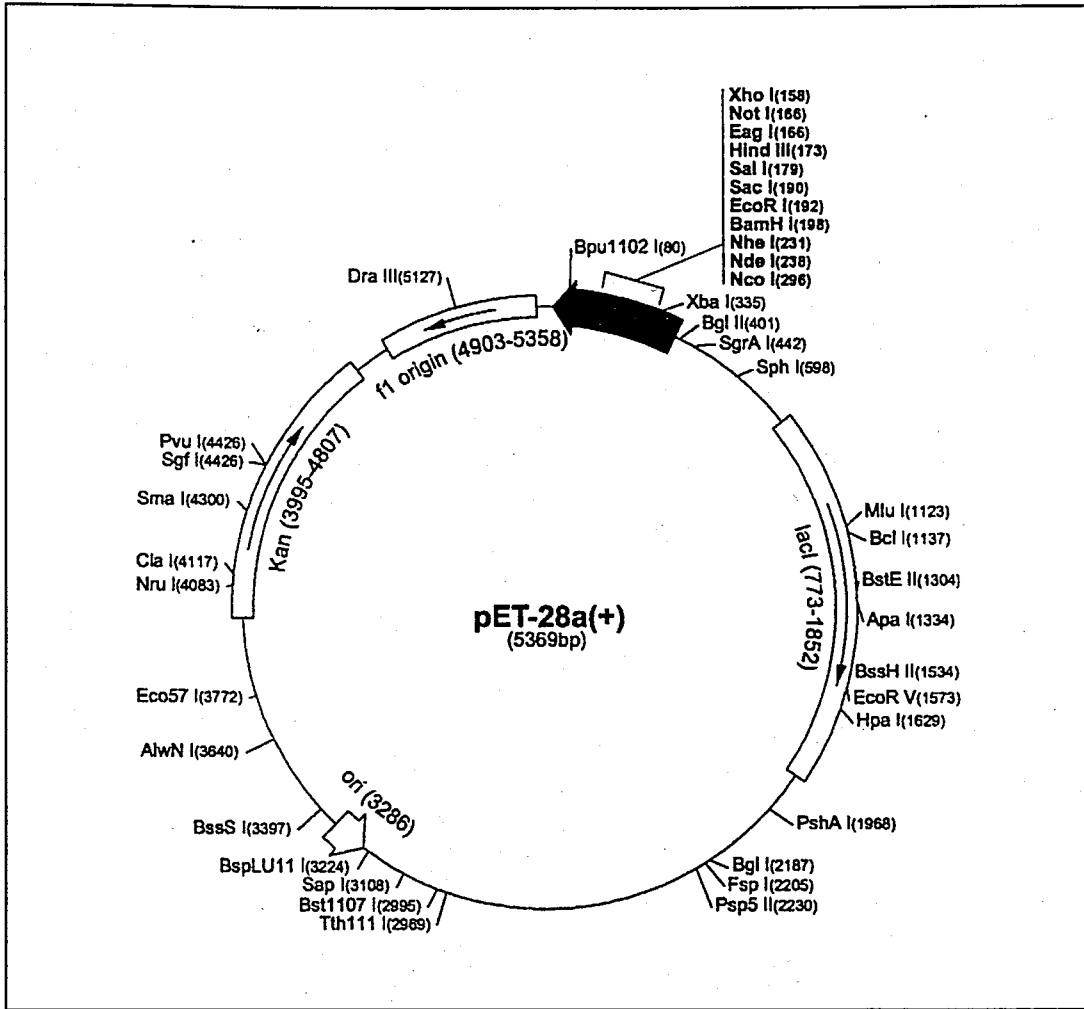 Xho I(158)
Not I(166)
Eag I(166)
Hind III(173)
Sal I(179)
Sac I(190)
EcoR I(192)
BamH I(198)
Nhe I(231)
Nde I(238)
Nco I(296)
Bpu1102 I(80)
Dra III(5127)
Xba I(335)
Bgl II(401)
SgrA I(442)
Sph I(598)
f1 origin (4903-5358)
Pvu I(4426)
Sgf I(4426)
Sma I(4300)
Kan (3995-4807)
Cla I(4117)
Nru I(4083)
Mlu I(1123)
Bcl I(1137)
lacI (773-1852)
BstE II(1304)
Apa I(1334)
pET-28a(+)
(5369bp)
BssH II(1534)
EcoR V(1573)
Hpa I(1629)
Eco57 I(3772)
AlwN I(3640)
ori (3286)
BssS I(3397)
PshA I(1968)
BspLU11 I(3224)
Sap I(3108)
Bst1107 I(2995)
Tth111 I(2969)
Bgl I(2187)
Fsp I(2205)
Psp5 II(2230)